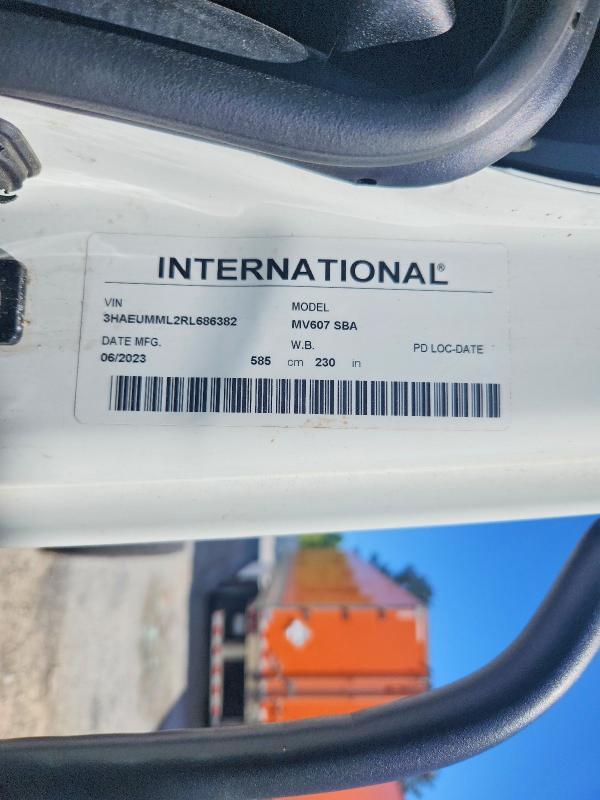 INTERNATIONAL®
VIN MODEL
3HAEUMML2RL686382 MV607 SBA
DATE MFG. W.B. PD LOC-DATE
06/2023 585 cm 230 in